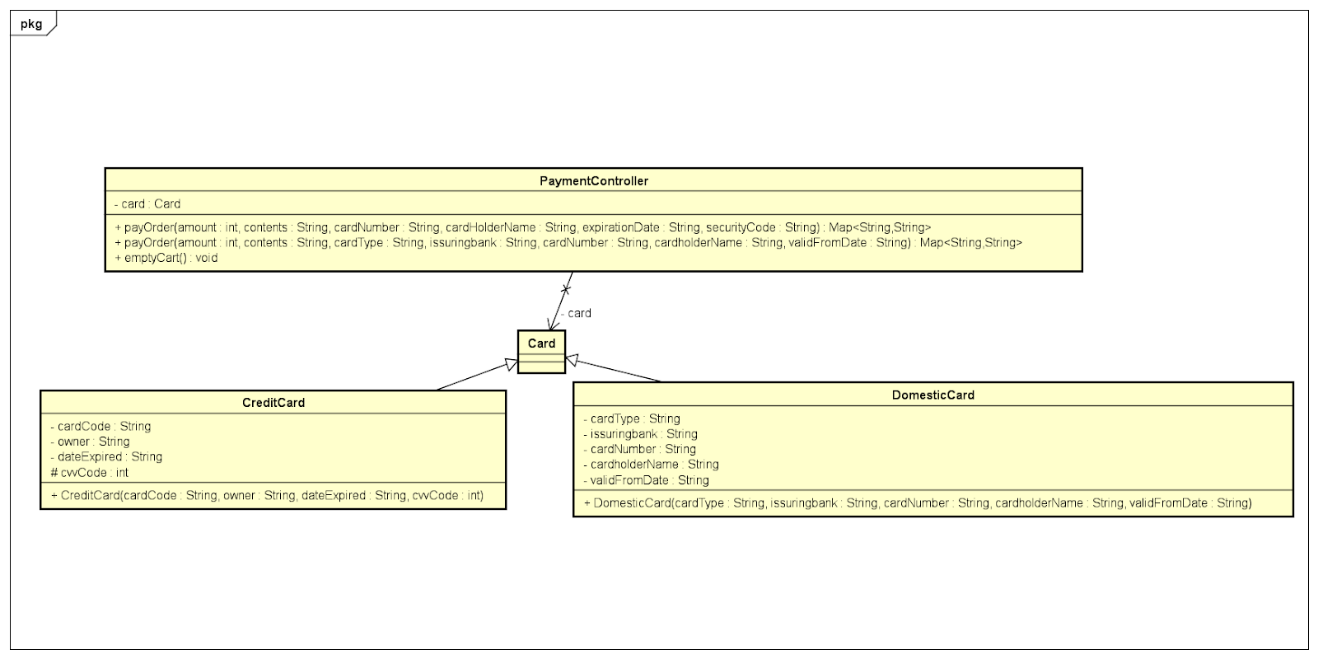 pkg
PaymentController
- card : Card
+ payOrder(amount : int, contents : String, cardNumber : String, cardHolderName : String, expirationDate : String, securityCode : String) : Map<String,String>
+ payOrder(amount : int, contents : String, cardType : String, issuringbank : String, cardNumber : String, cardholderName : String, validFromDate : String) : Map<String,String>
+ emptyCart() : void
- card
Card
CreditCard
- cardCode : String
- owner : String
- dateExpired : String
# cvvCode : int
+ CreditCard(cardCode : String, owner : String, dateExpired : String, cvvCode : int)
DomesticCard
- cardType : String
- issuringbank : String
- cardNumber : String
- cardholderName : String
- validFromDate : String
+ DomesticCard(cardType : String, issuringbank : String, cardNumber : String, cardholderName : String, validFromDate : String)